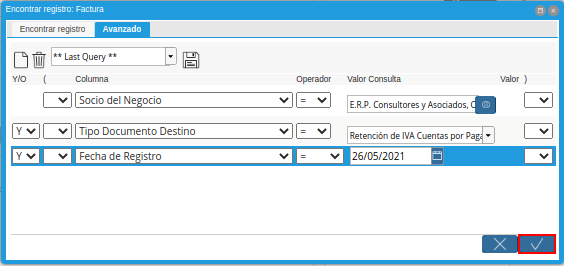 Encontrar registro: Factura
Encontrar registro Avanzado
** Last Query **
Y/O ( Columna Operador Valor Consulta Valor )
Socio del Negocio = E.R.P. Consultores y Asociados, C
Y Tipo Documento Destino = Retención de IVA Cuentas por Paga
Y Fecha de Registro = 26/05/2021